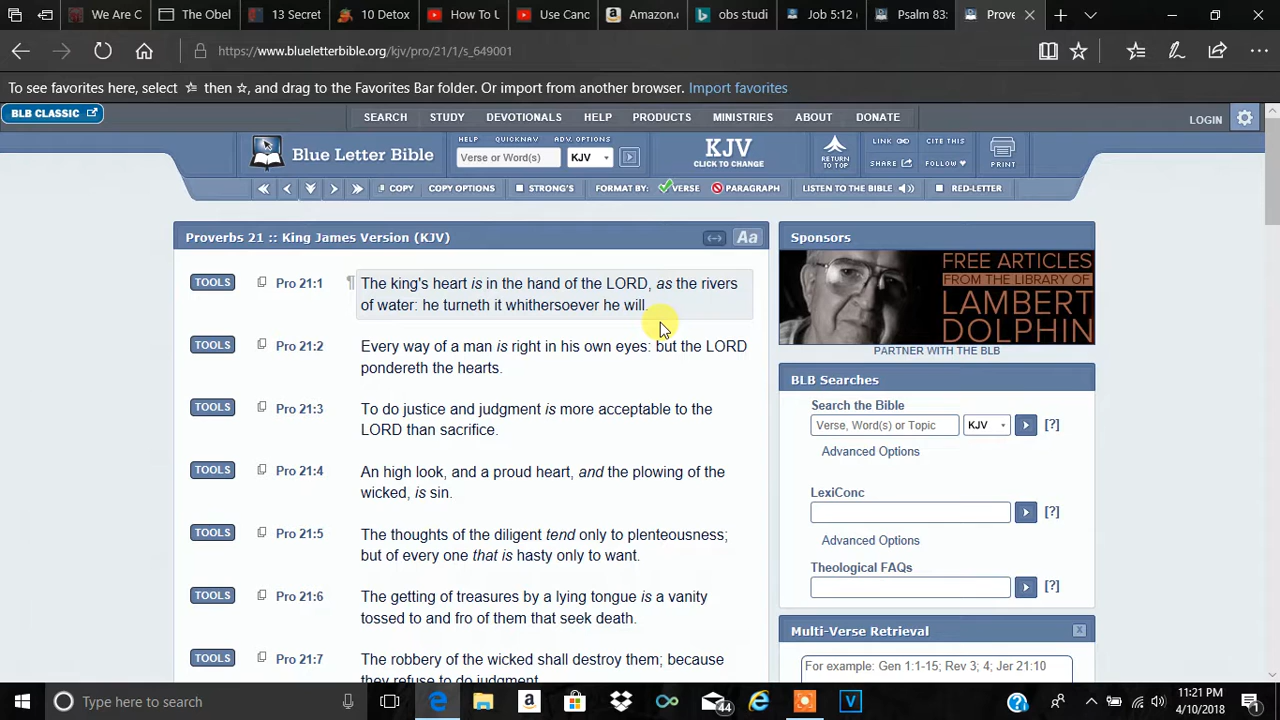 We Are C
The Obel
13 Secret
10 Detox
How To U
Use Canc
Amazon.c
obs studi
Job 5:12 (
Psalm 83:
Prove
https://www.blueletterbible.org/kjv/pro/21/1/s_649001
To see favorites here, select then ☆, and drag to the Favorites Bar folder. Or import from another browser. Import favorites
BLB CLASSIC
SEARCH STUDY DEVOTIONALS HELP PRODUCTS MINISTRIES ABOUT DONATE
LOGIN
Blue Letter Bible
HELP QUICKNAV ADV. OPTIONS
Verse or Word(s) KJV
KJV
CLICK TO CHANGE
RETURN
TO TOP
LINK CITE THIS
SHARE FOLLOW
PRINT
COPY COPY OPTIONS STRONG'S FORMAT BY: VERSE PARAGRAPH LISTEN TO THE BIBLE RED-LETTER
Proverbs 21 :: King James Version (KJV)
Aa
TOOLS Pro 21:1 ¶ The king's heart is in the hand of the LORD, as the rivers
of water: he turneth it whithersoever he will.
TOOLS Pro 21:2 Every way of a man is right in his own eyes: but the LORD
pondereth the hearts.
TOOLS Pro 21:3 To do justice and judgment is more acceptable to the
LORD than sacrifice.
TOOLS Pro 21:4 An high look, and a proud heart, and the plowing of the
wicked, is sin.
TOOLS Pro 21:5 The thoughts of the diligent tend only to plenteousness;
but of every one that is hasty only to want.
TOOLS Pro 21:6 The getting of treasures by a lying tongue is a vanity
tossed to and fro of them that seek death.
TOOLS Pro 21:7 The robbery of the wicked shall destroy them; because
they refuse to do judgment.
Sponsors
FREE ARTICLES
FROM THE LIBRARY OF
LAMBERT
DOLPHIN
PARTNER WITH THE BLB
BLB Searches
Search the Bible
Verse, Word(s) or Topic KJV [?]
Advanced Options
LexiConc
[?]
Advanced Options
Theological FAQs
[?]
Multi-Verse Retrieval x
For example: Gen 1:1-15; Rev 3; 4; Jer 21:10
Type here to search
44
11:21 PM
4/10/2018
1